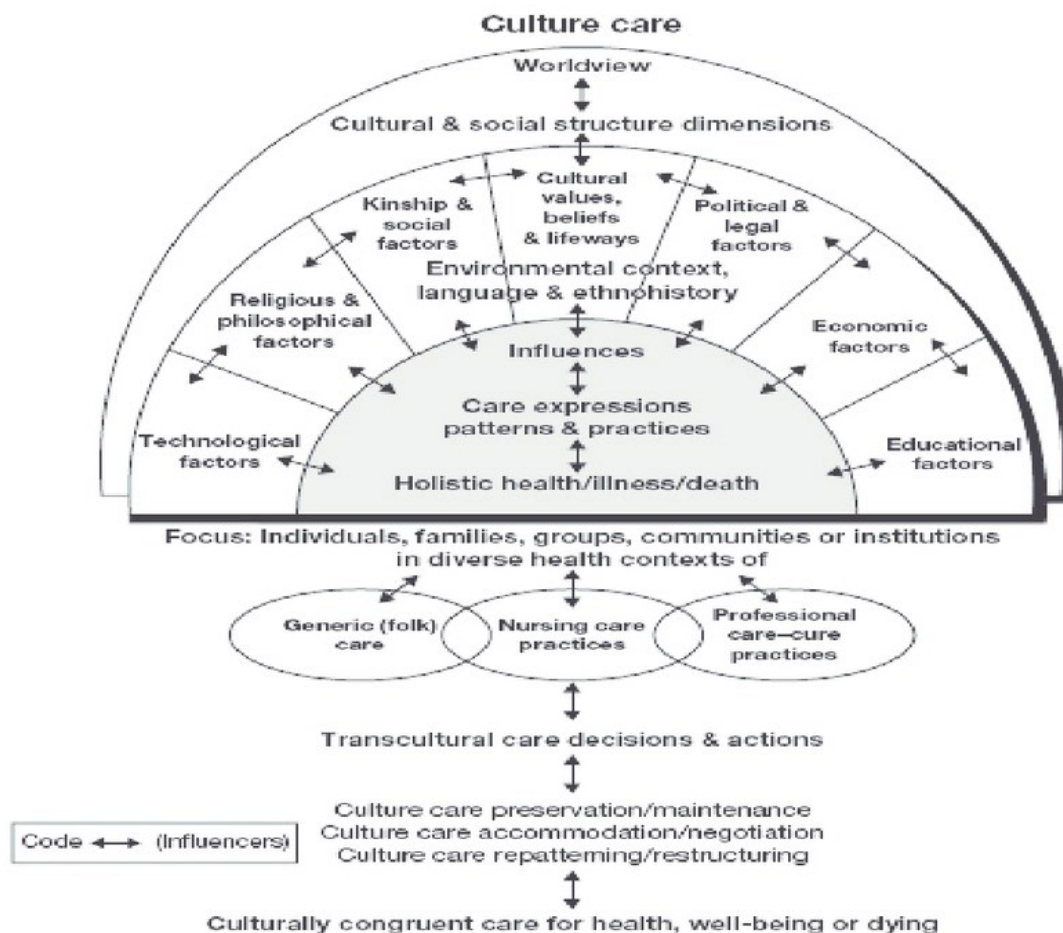 Culture care
Worldview
Cultural & social structure dimensions
Cultural
values,
beliefs
& lifeways
Kinship &
social
factors
Political &
legal
factors
Environmental context,
language & ethnohistory
Religious &
philosophical
factors
Economic
factors
Influences
Care expressions
patterns & practices
Technological
factors
Educational
factors
Holistic health/illness/death
Focus: Individuals, families, groups, communities or institutions
in diverse health contexts of
Generic (folk)
care
Nursing care
practices
Professional
care–cure
practices
Transcultural care decisions & actions
Culture care preservation/maintenance
Culture care accommodation/negotiation
Culture care repatterning/restructuring
Code (Influencers)
Culturally congruent care for health, well-being or dying